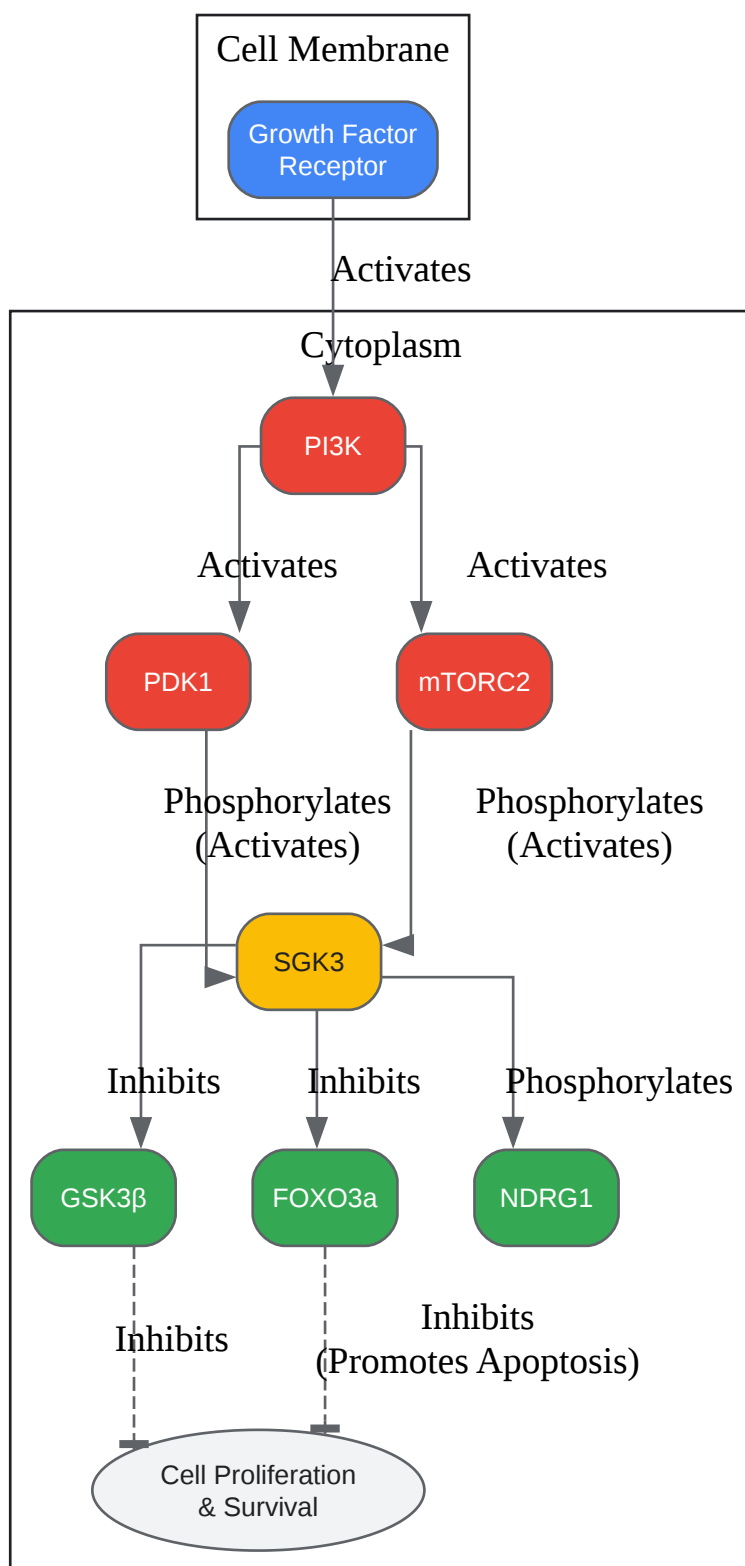 Cell Membrane
Growth Factor
Receptor
Activates
Cytoplasm
PI3K
Activates
Activates
PDK1
mTORC2
Phosphorylates
(Activates)
Phosphorylates
(Activates)
SGK3
Inhibits
Inhibits
Phosphorylates
GSK3β
FOXO3a
NDRG1
Inhibits
Inhibits
(Promotes Apoptosis)
Cell Proliferation
& Survival